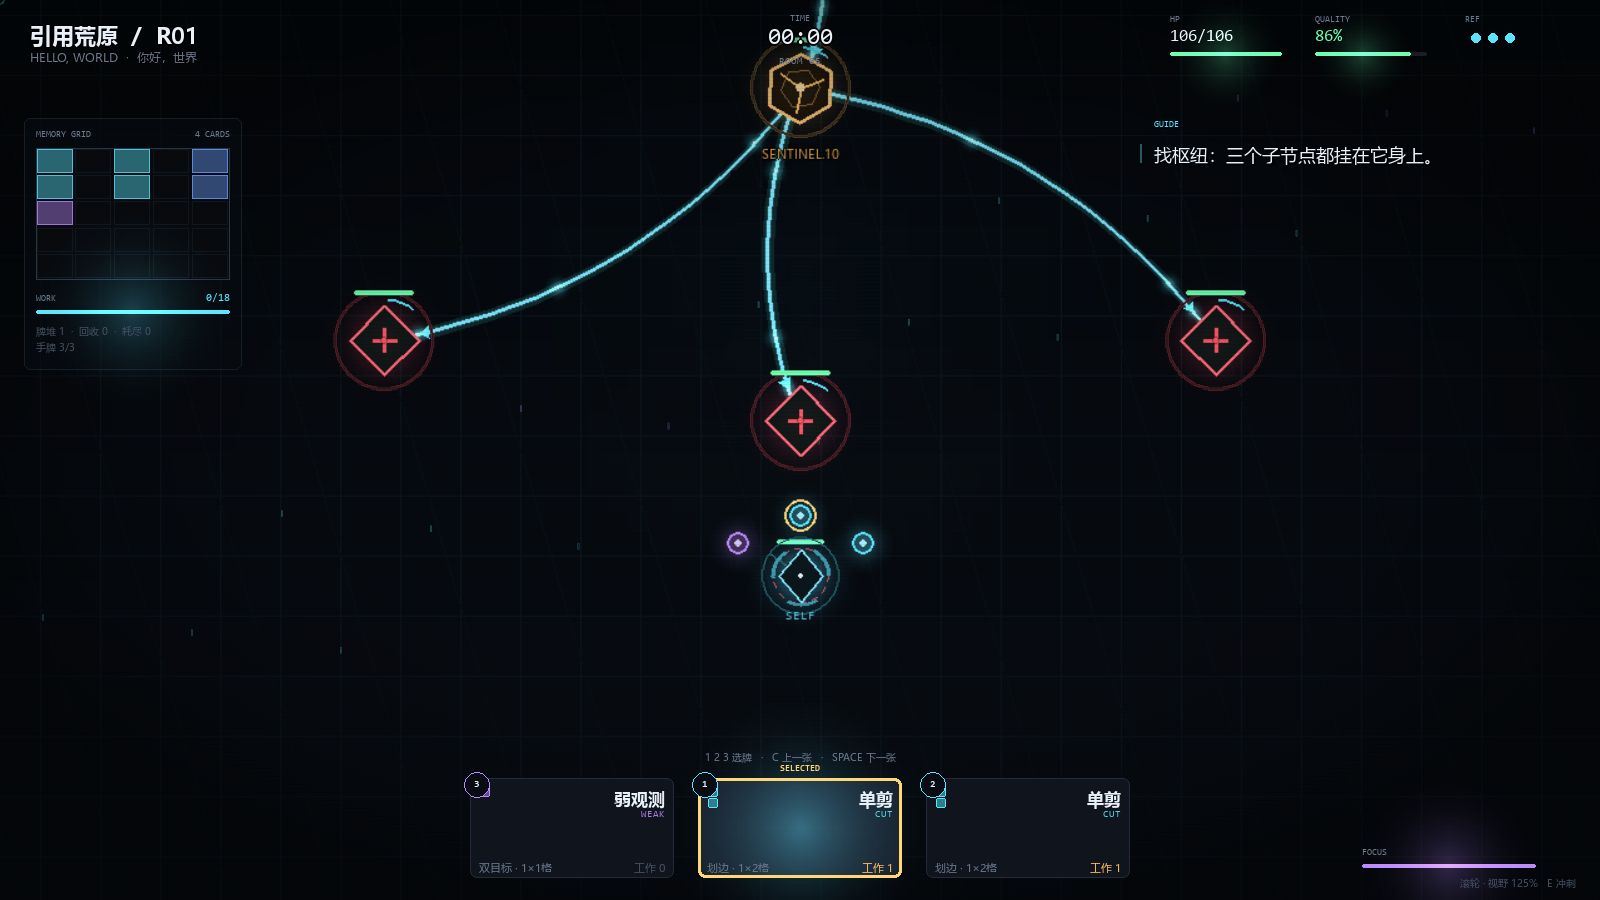 引用荒原 / R01
HELLO, WORLD · 你好，世界
TIME
00:00
HP
106/106
QUALITY
86%
REF
GUIDE
找枢纽：三个子节点都挂在它身上。
MEMORY GRID
4 CARDS
WORK
0/18
牌堆 1 · 回收 0 · 耗尽 0
手牌 3/3
SENTINEL.10
SELF
1 2 3 选牌 · C 上一张 · SPACE 下一张
SELECTED
3
弱观测
WEAK
双目标 · 1×1格
工作 0
1
单剪
CUT
划边 · 1×2格
工作 1
2
单剪
CUT
划边 · 1×2格
工作 1
FOCUS
滚轮 · 视野 125% E 冲刺